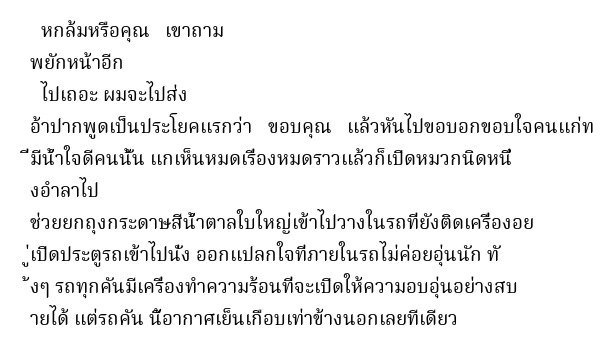 หกล้มหรือคุณ  เขาถาม
พยักหน้าอีก
ไปเถอะ ผมจะไปส่ง
อ้าปากพูดเป็นประโยคแรกว่า  ขอบคุณ  แล้วหันไปขอบอกขอบใจคนแก่ท
ี่มีน้ำใจดีคนนั้น แกเห็นหมดเรื่องหมดราวแล้วก็เปิดหมวกนิดหนึ่
งอำลาไป
ช่วยยกถุงกระดาษสีน้ำตาลใบใหญ่เข้าไปวางในรถที่ยังติดเครื่องอย
ู่เปิดประตูรถเข้าไปนั่ง ออกแปลกใจที่ภายในรถไม่ค่อยอุ่นนัก ทั
้งๆ รถทุกคันมีเครื่องทำความร้อนที่จะเปิดให้ความอบอุ่นอย่างสบ
ายได้ แต่รถคัน นี้อากาศเย็นเกือบเท่าข้างนอกเลยทีเดียว